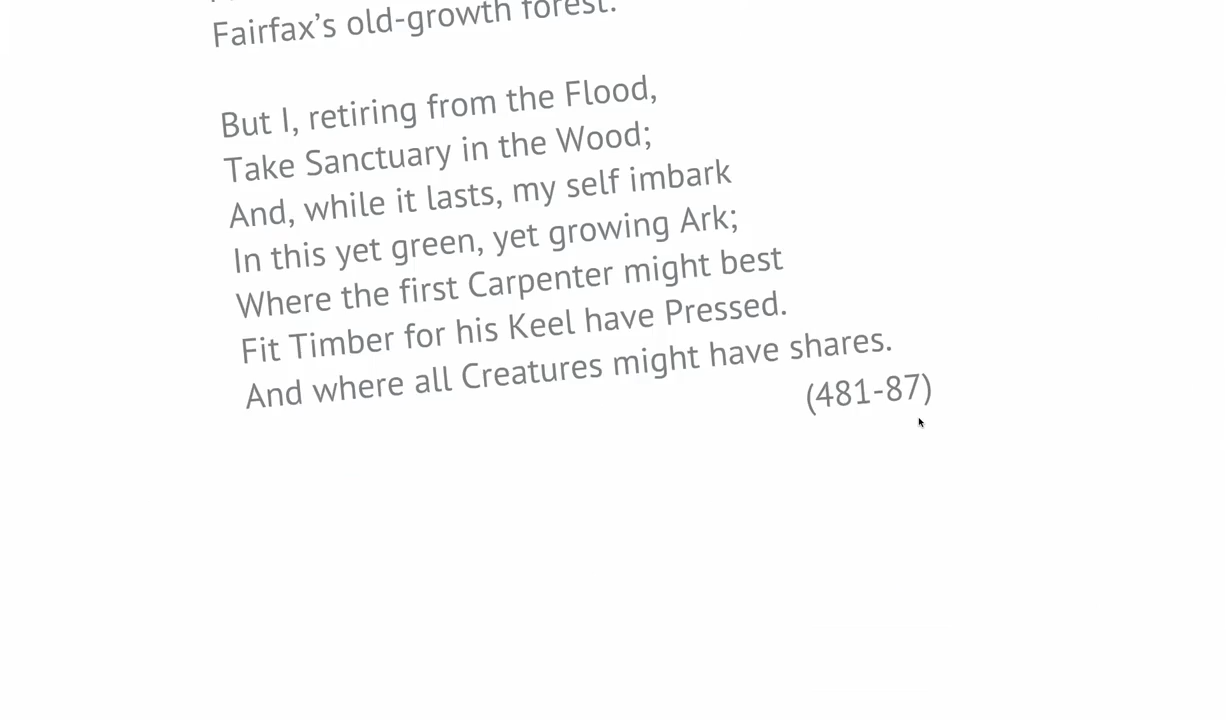 Fairfax's old-growth forest.
But I, retiring from the Flood,
Take Sanctuary in the Wood;
And, while it lasts, my self imbark
In this yet green, yet growing Ark;
Where the first Carpenter might best
Fit Timber for his Keel have Pressed.
And where all Creatures might have shares.
(481-87)